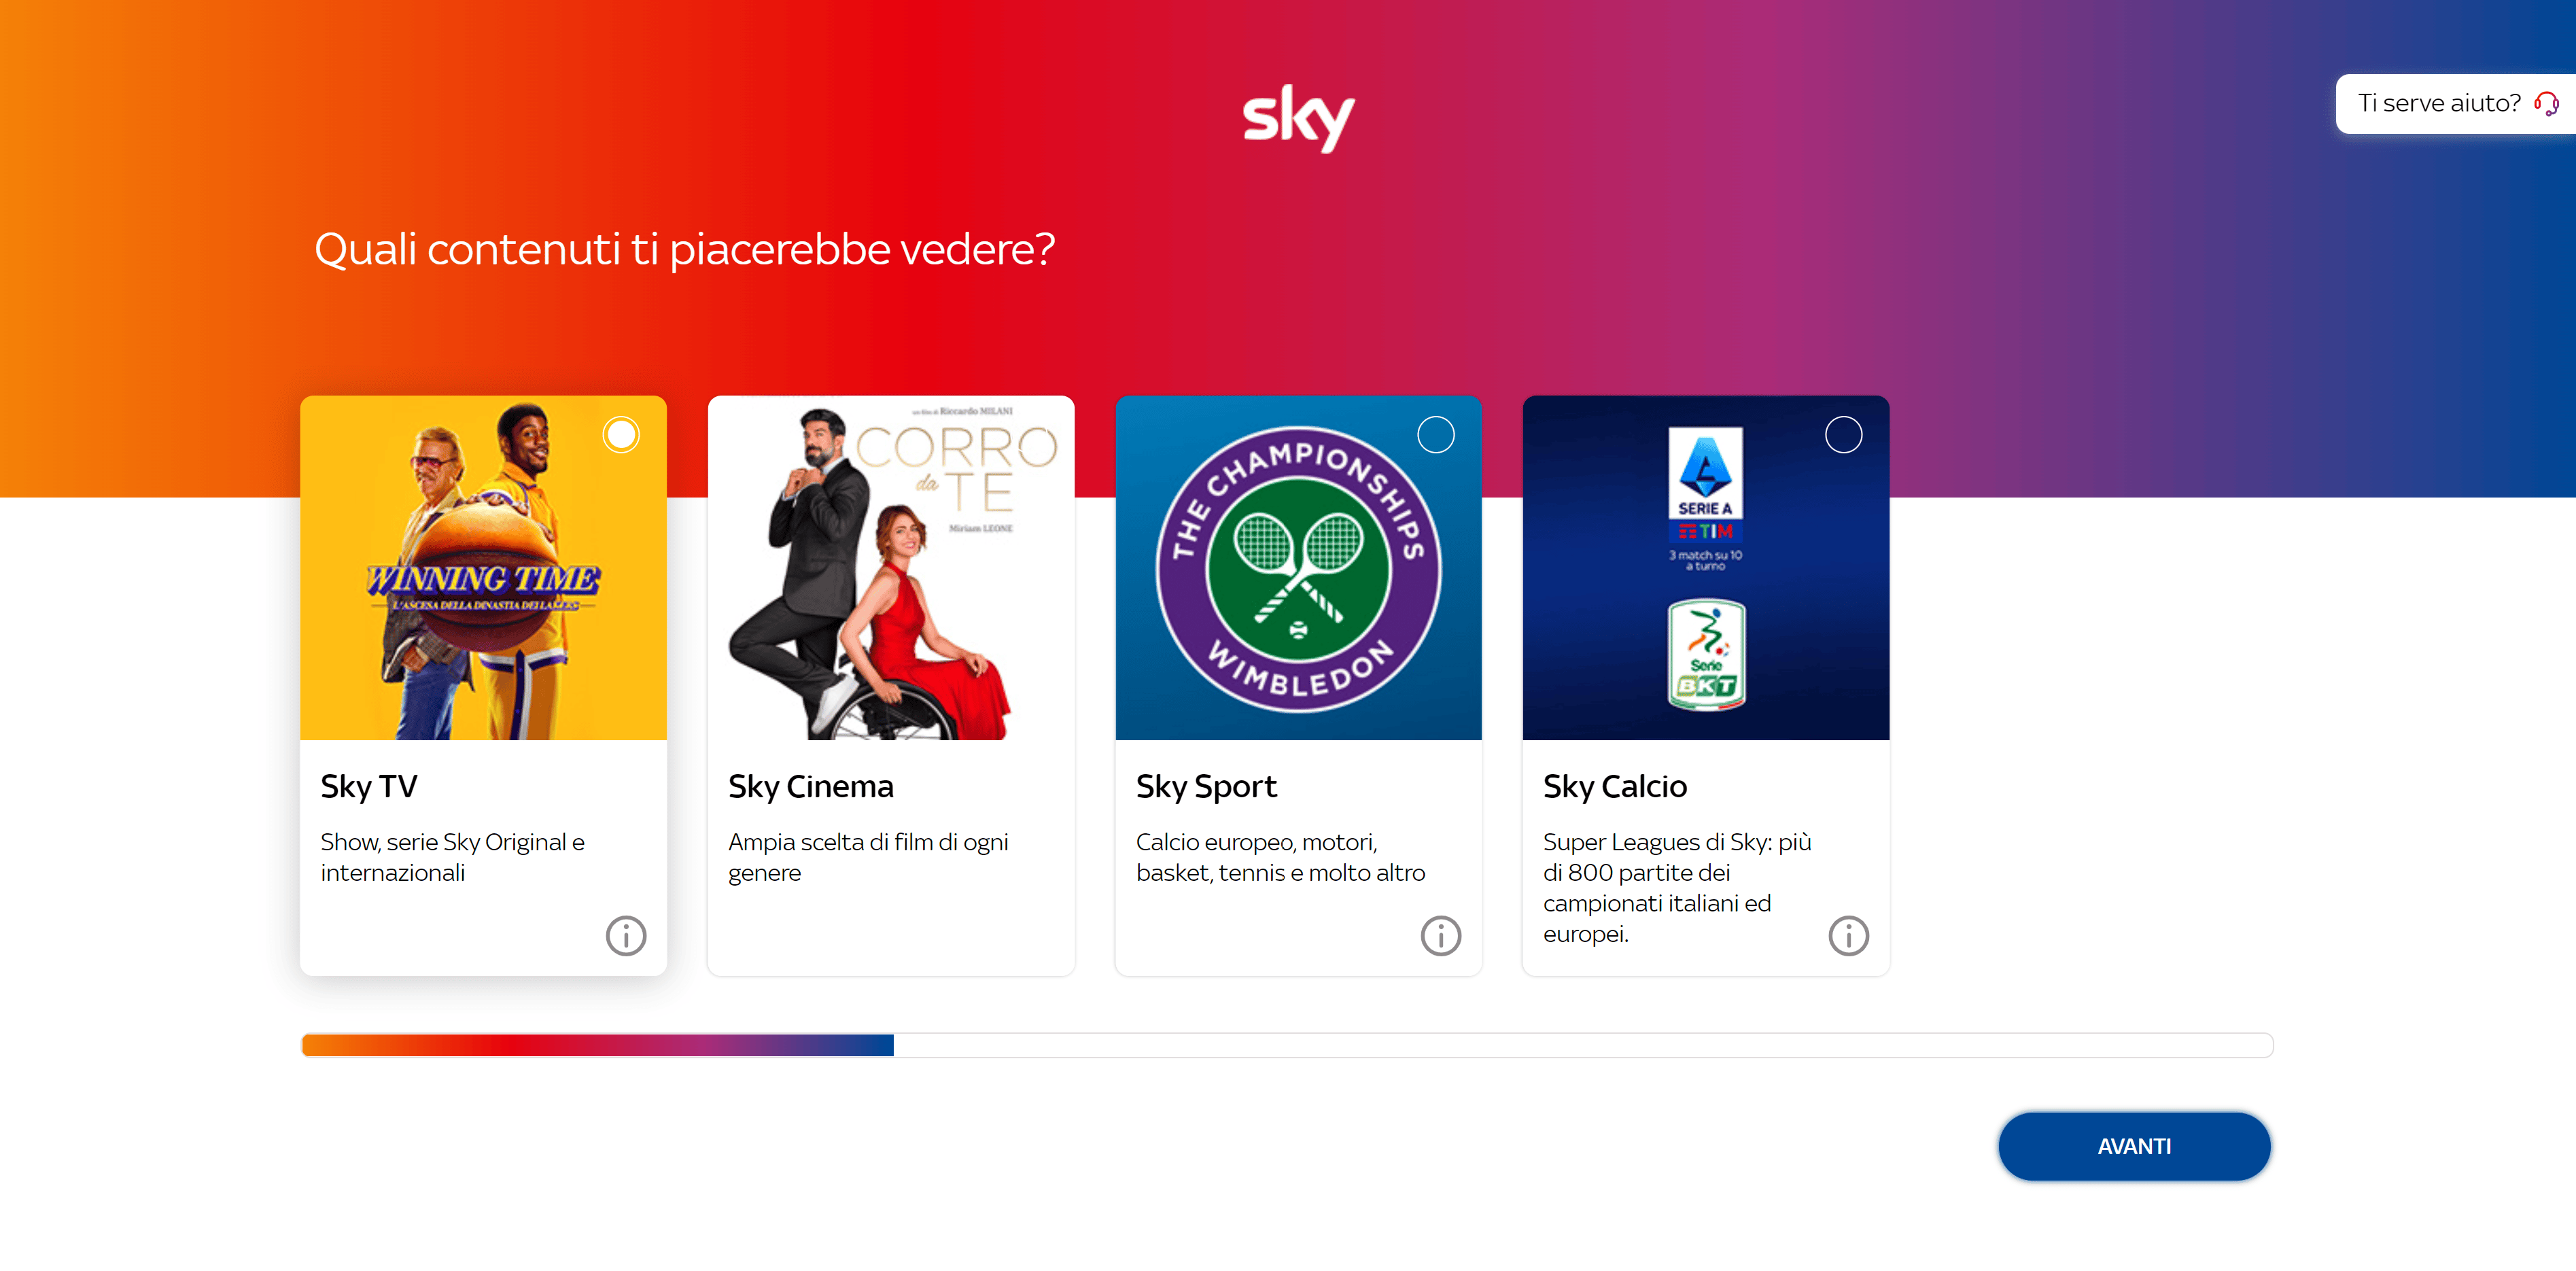 sky
Ti serve aiuto?
Quali contenuti ti piacerebbe vedere?
WINNING TIME
L'ASCESA DELLA DINASTIA DEI LAKERS
un film di Riccardo MILANI
CORRO
da TE
Miriam LEONE
THE CHAMPIONSHIPS
WIMBLEDON
SERIE A
TIM
3 match su 10
a turno
Serie
BKT
Sky TV
Show, serie Sky Original e
internazionali
Sky Cinema
Ampia scelta di film di ogni
genere
Sky Sport
Calcio europeo, motori,
basket, tennis e molto altro
Sky Calcio
Super Leagues di Sky: più
di 800 partite dei
campionati italiani ed
europei.
AVANTI